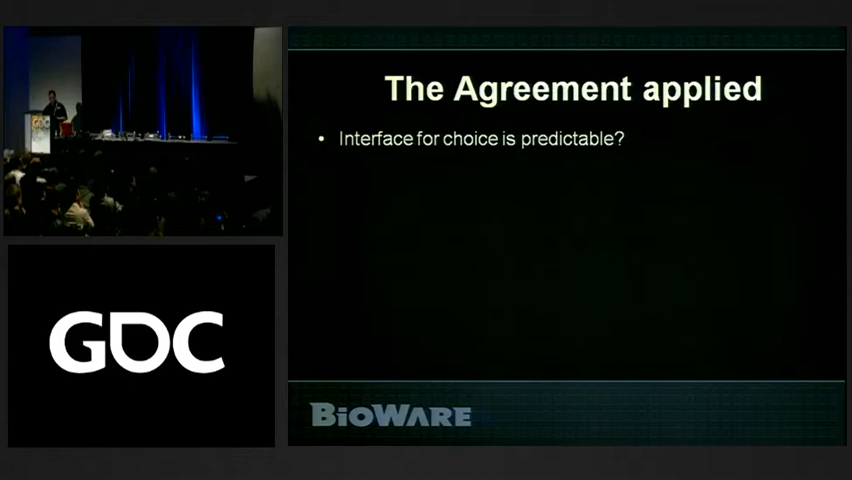 The Agreement applied
• Interface for choice is predictable?
GDC
BIOWARE